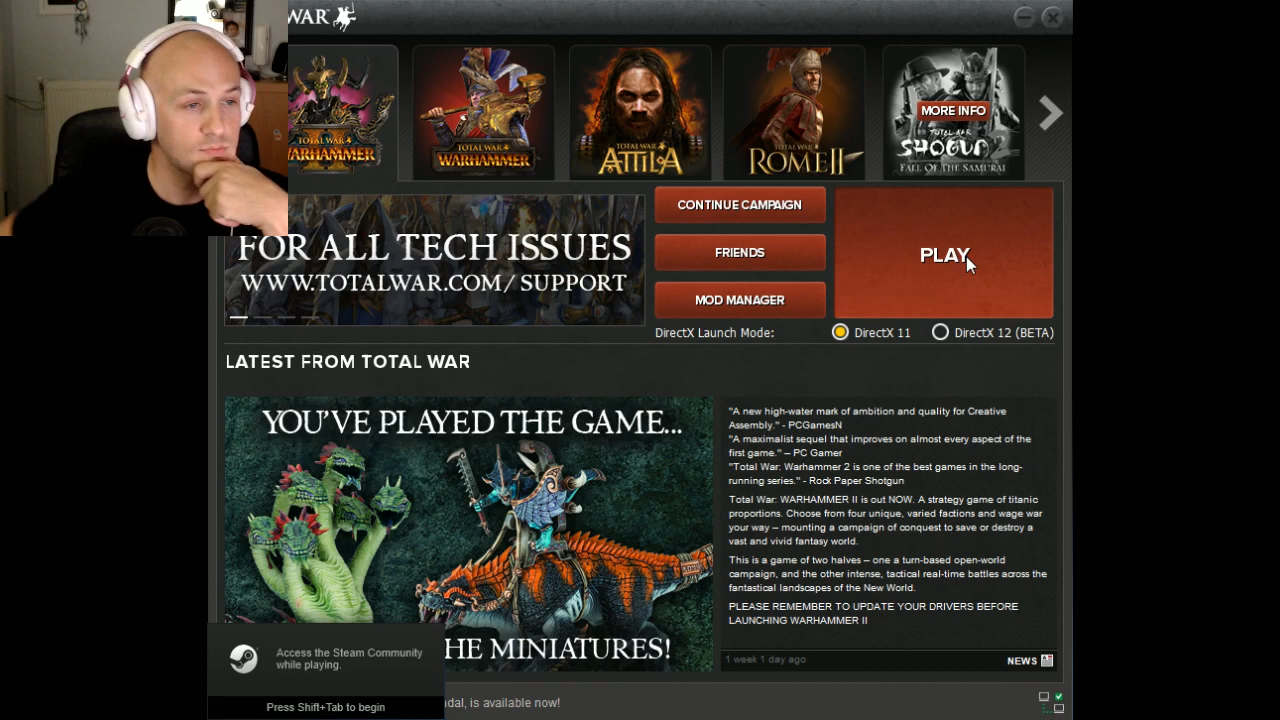 WAR
TOTAL WAR
WARHAMMER
II
TOTAL WAR
WARHAMMER
TOTAL WAR
ATTILA
TOTAL WAR
ROME II
MORE INFO
TOTAL WAR
SHOGUN 2
FALL OF THE SAMURAI
FOR ALL TECH ISSUES
WWW.TOTALWAR.COM/ SUPPORT
CONTINUE CAMPAIGN
FRIENDS
MOD MANAGER
PLAY
DirectX Launch Mode:
DirectX 11
DirectX 12 (BETA)
LATEST FROM TOTAL WAR
YOU'VE PLAYED THE GAME...
HE MINIATURES!
"A new high-water mark of ambition and quality for Creative
Assembly." - PCGamesN
"A maximalist sequel that improves on almost every aspect of the
first game." – PC Gamer
"Total War: Warhammer 2 is one of the best games in the long-
running series." - Rock Paper Shotgun
Total War: WARHAMMER II is out NOW. A strategy game of titanic
proportions. Choose from four unique, varied factions and wage war
your way – mounting a campaign of conquest to save or destroy a
vast and vivid fantasy world.
This is a game of two halves – one a turn-based open-world
campaign, and the other intense, tactical real-time battles across the
fantastical landscapes of the New World.
PLEASE REMEMBER TO UPDATE YOUR DRIVERS BEFORE
LAUNCHING WARHAMMER II
1 week 1 day ago
NEWS
Access the Steam Community
while playing.
Press Shift+Tab to begin
dal, is available now!